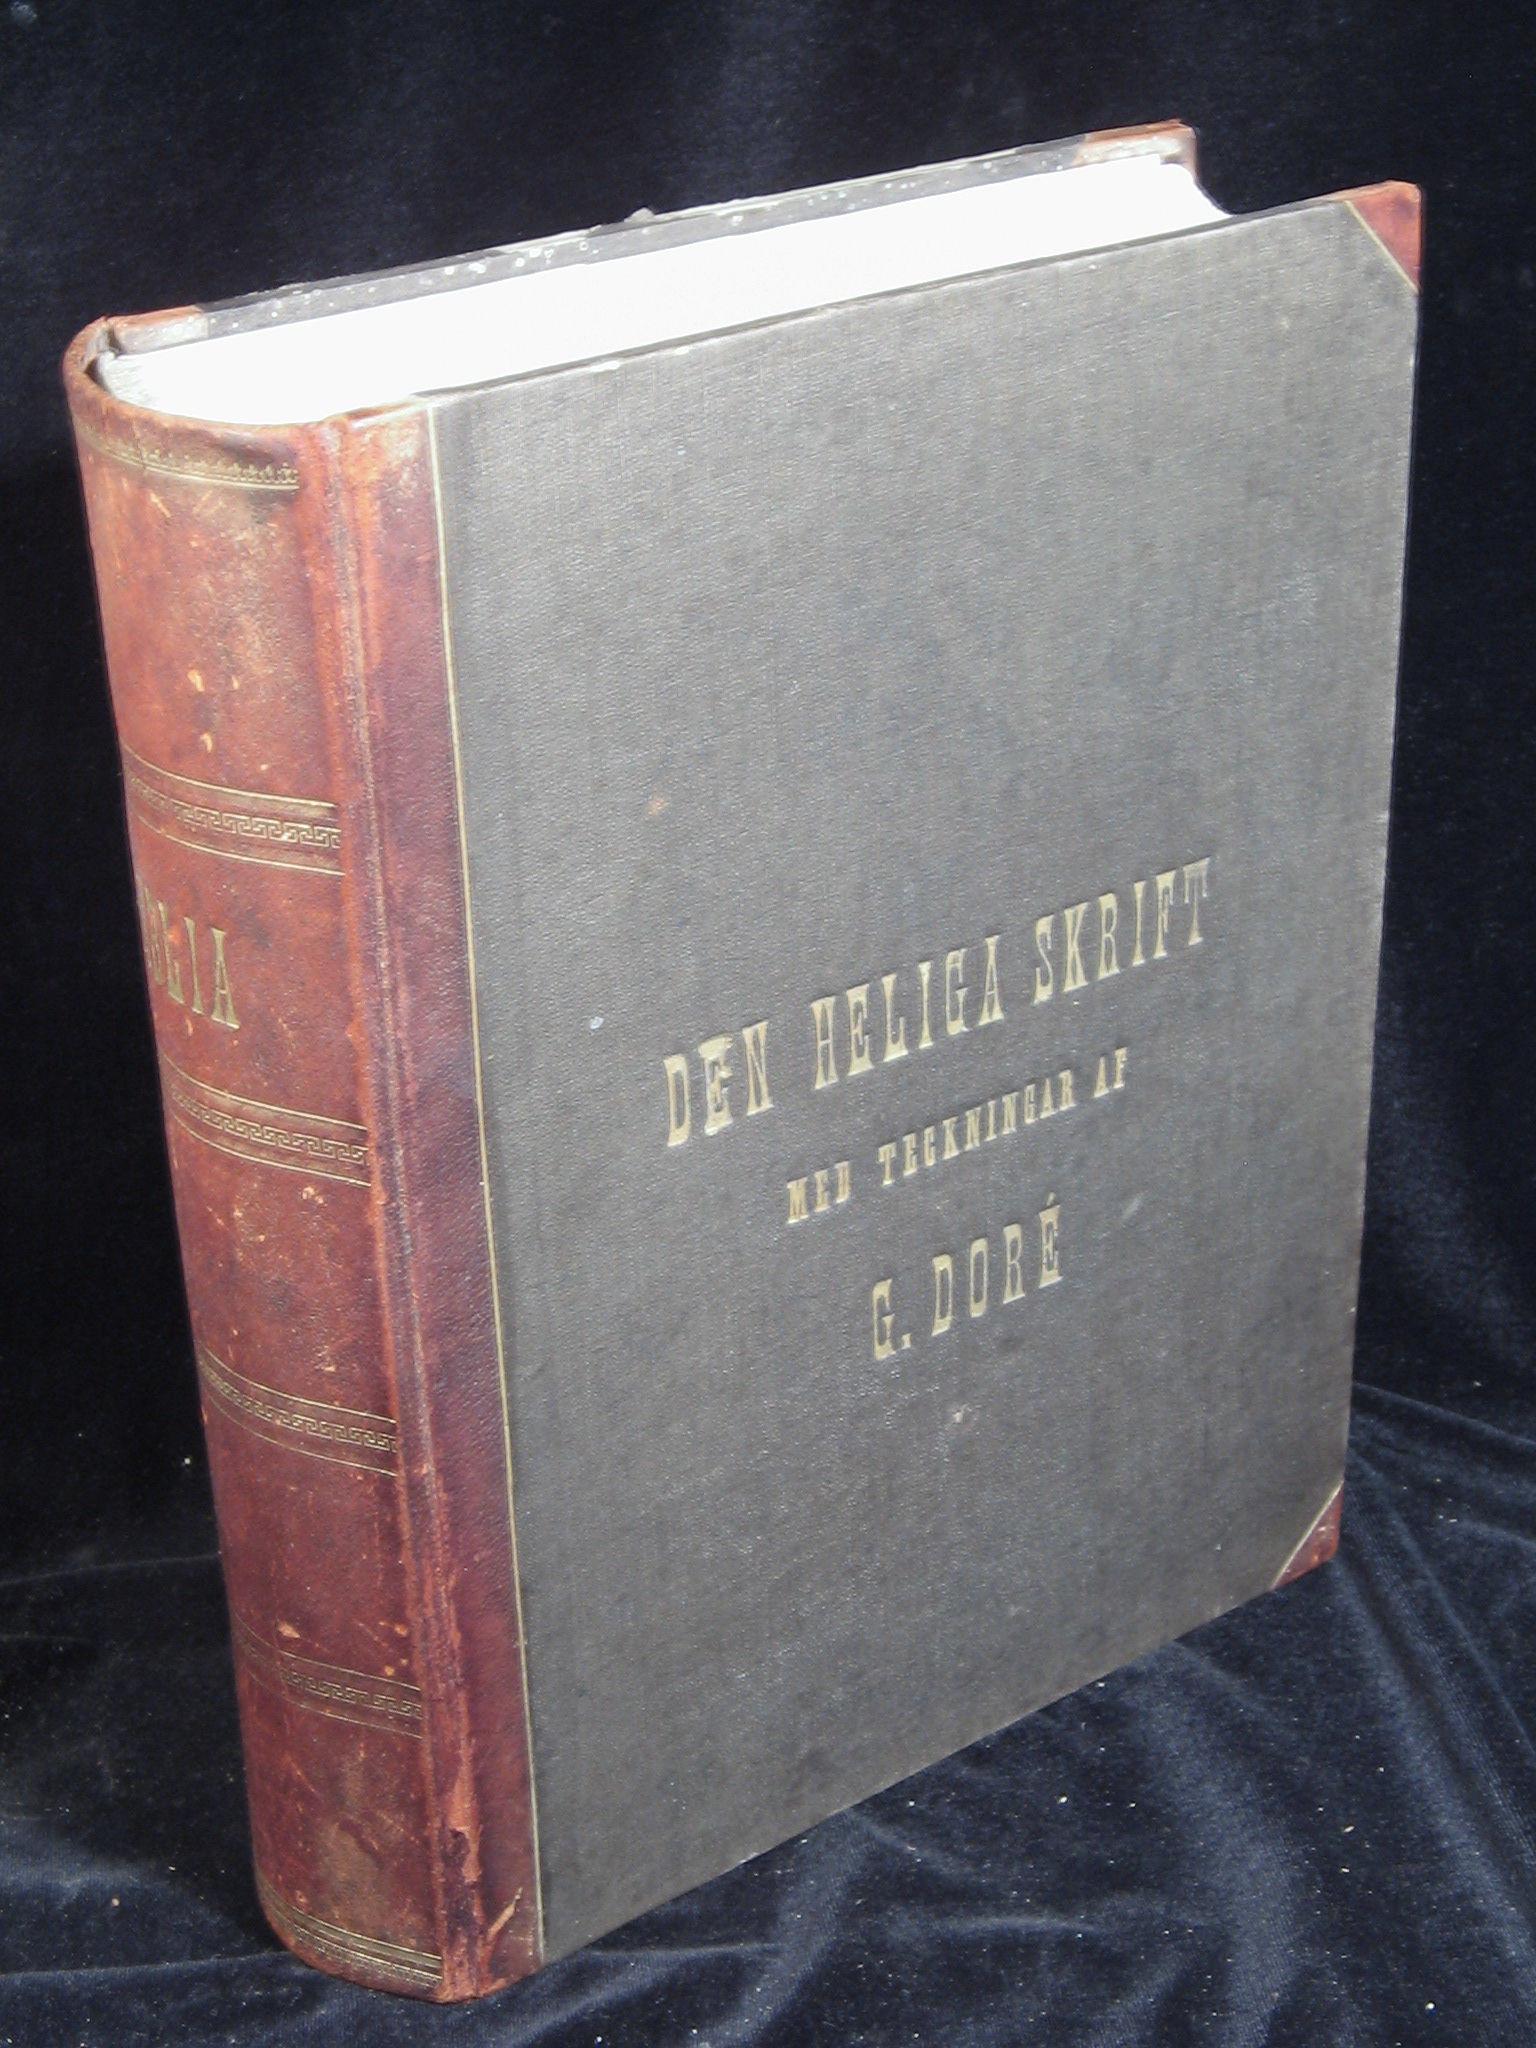 DEN HELIGA SKRIFT
MED TECKNINGAR AF
G. DORÉ